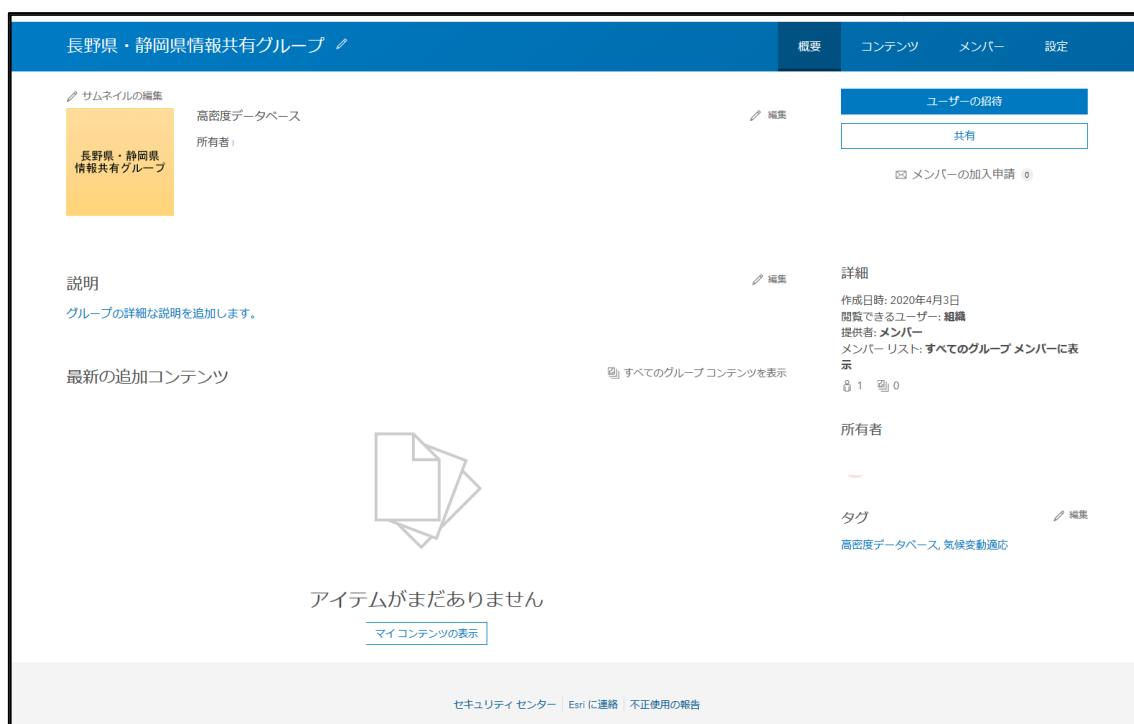 長野県・静岡県情報共有グループ
概要 コンテンツ メンバー 設定
サムネイルの編集
長野県・静岡県
情報共有グループ
高密度データベース
編集
所有者:
ユーザーの招待
共有
メンバーの加入申請 0
説明
編集
グループの詳細な説明を追加します。
最新の追加コンテンツ
すべてのグループ コンテンツを表示
アイテムがまだありません
マイ コンテンツの表示
詳細
作成日時: 2020年4月3日
閲覧できるユーザー: 組織
提供者: メンバー
メンバー リスト: すべてのグループ メンバーに表
示
1 0
所有者
タグ
編集
高密度データベース, 気候変動適応
セキュリティ センター Esri に連絡 不正使用の報告